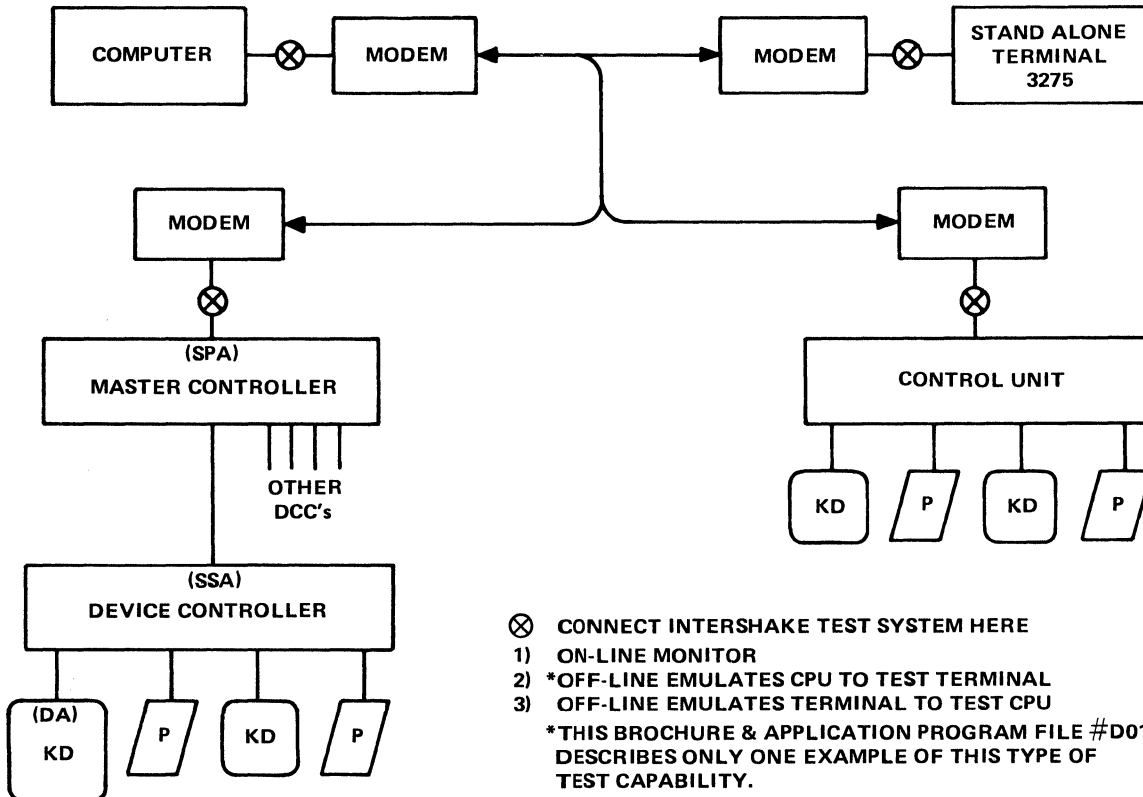 COMPUTER
MODEM
MODEM
STAND ALONE
TERMINAL
3275
MODEM
MODEM
(SPA)
MASTER CONTROLLER
CONTROL UNIT
OTHER
DCC's
KD
P
KD
P
(SSA)
DEVICE CONTROLLER
(DA)
KD
P
KD
P
CONNECT INTERSHAKE TEST SYSTEM HERE
1) ON-LINE MONITOR
2) *OFF-LINE EMULATES CPU TO TEST TERMINAL
3) OFF-LINE EMULATES TERMINAL TO TEST CPU
*THIS BROCHURE & APPLICATION PROGRAM FILE #D01
DESCRIBES ONLY ONE EXAMPLE OF THIS TYPE OF
TEST CAPABILITY.